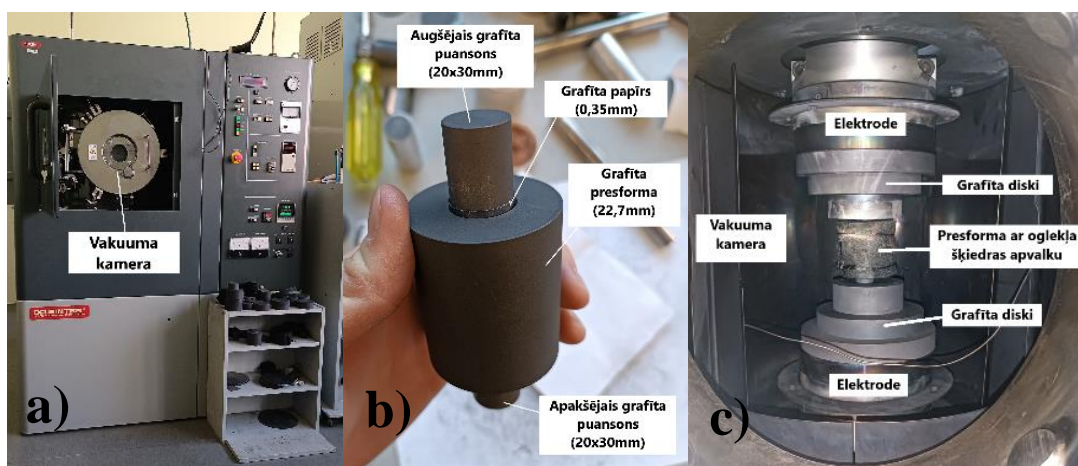 Vakuuma
kamera
a)
Augšējais grafīta
puansons
(20x30mm)
Grafīta
papīrs
(0,35mm)
Grafīta
presforma
(22,7mm)
Apakšējais grafīta
puansons
(20x30mm)
b)
Elektrode
Grafīta diski
Vakuuma
kamera
Presforma ar oglekļa
šķiedras apvalku
Grafīta diski
Elektrode
c)